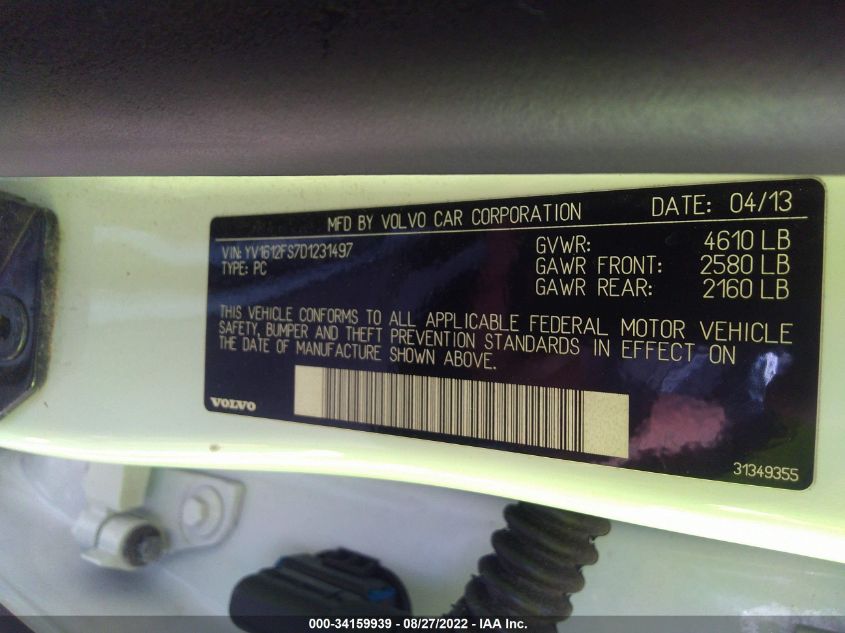 MFD BY VOLVO CAR CORPORATION DATE: 04/13
VIN: YV1612FS7D1231497
TYPE: PC
GVWR: 4610 LB
GAWR FRONT: 2580 LB
GAWR REAR: 2160 LB
THIS VEHICLE CONFORMS TO ALL APPLICABLE FEDERAL MOTOR VEHICLE
SAFETY, BUMPER AND THEFT PREVENTION STANDARDS IN EFFECT ON
THE DATE OF MANUFACTURE SHOWN ABOVE.
VOLVO
31349355
000-34159939 - 08/27/2022 - IAA Inc.